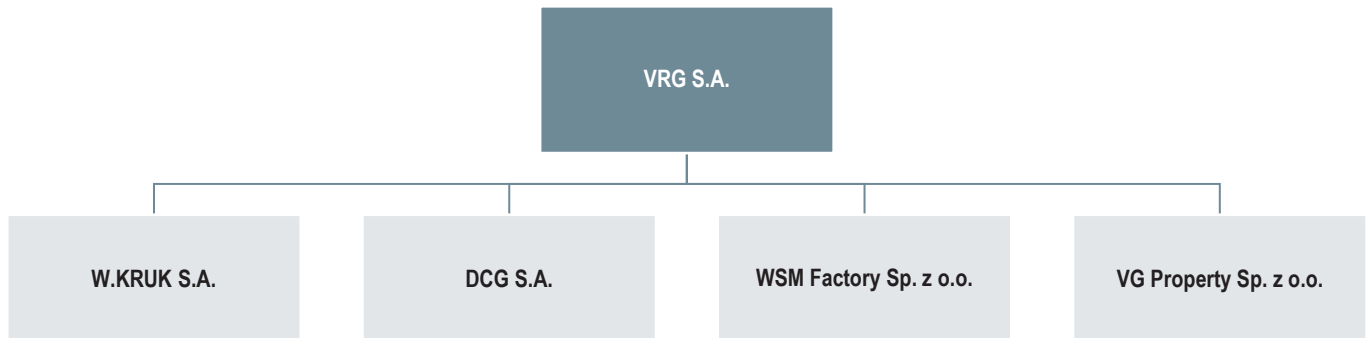 VRG S.A.
W.KRUK S.A.
DCG S.A.
WSM Factory Sp. z o.o.
VG Property Sp. z o.o.